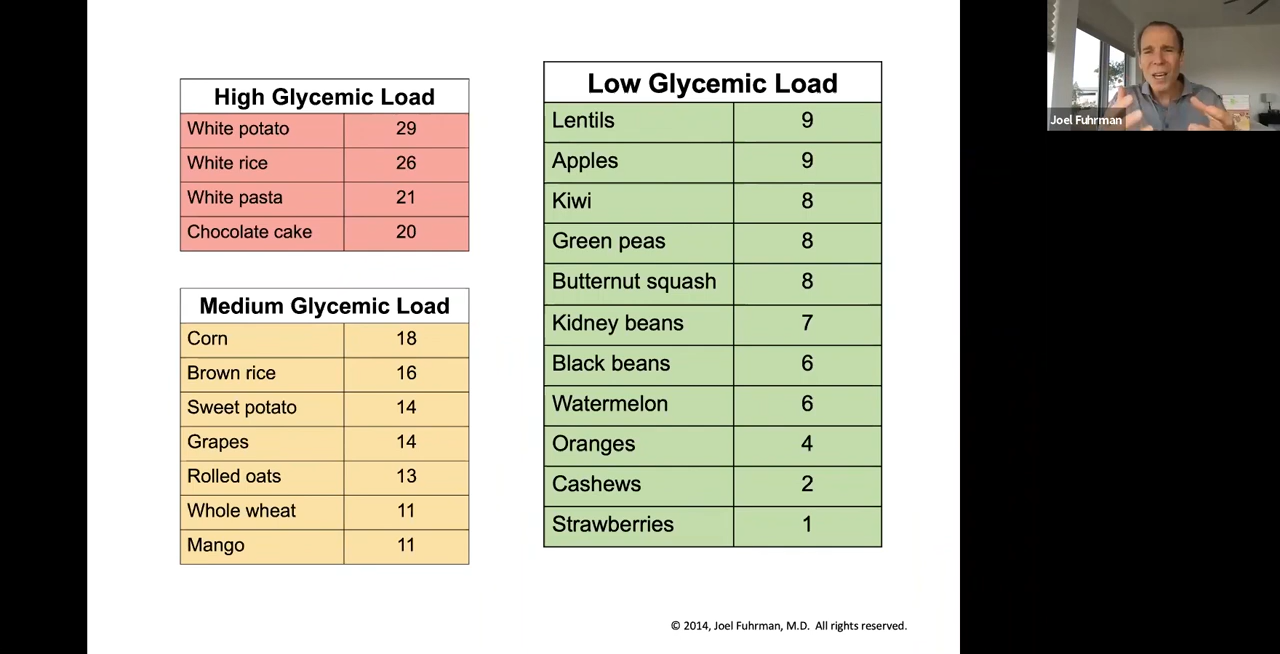 High Glycemic Load
White potato 29
White rice 26
White pasta 21
Chocolate cake 20
Medium Glycemic Load
Corn 18
Brown rice 16
Sweet potato 14
Grapes 14
Rolled oats 13
Whole wheat 11
Mango 11
Low Glycemic Load
Lentils 9
Apples 9
Kiwi 8
Green peas 8
Butternut squash 8
Kidney beans 7
Black beans 6
Watermelon 6
Oranges 4
Cashews 2
Strawberries 1
© 2014, Joel Fuhrman, M.D. All rights reserved.
Joel Fuhrman